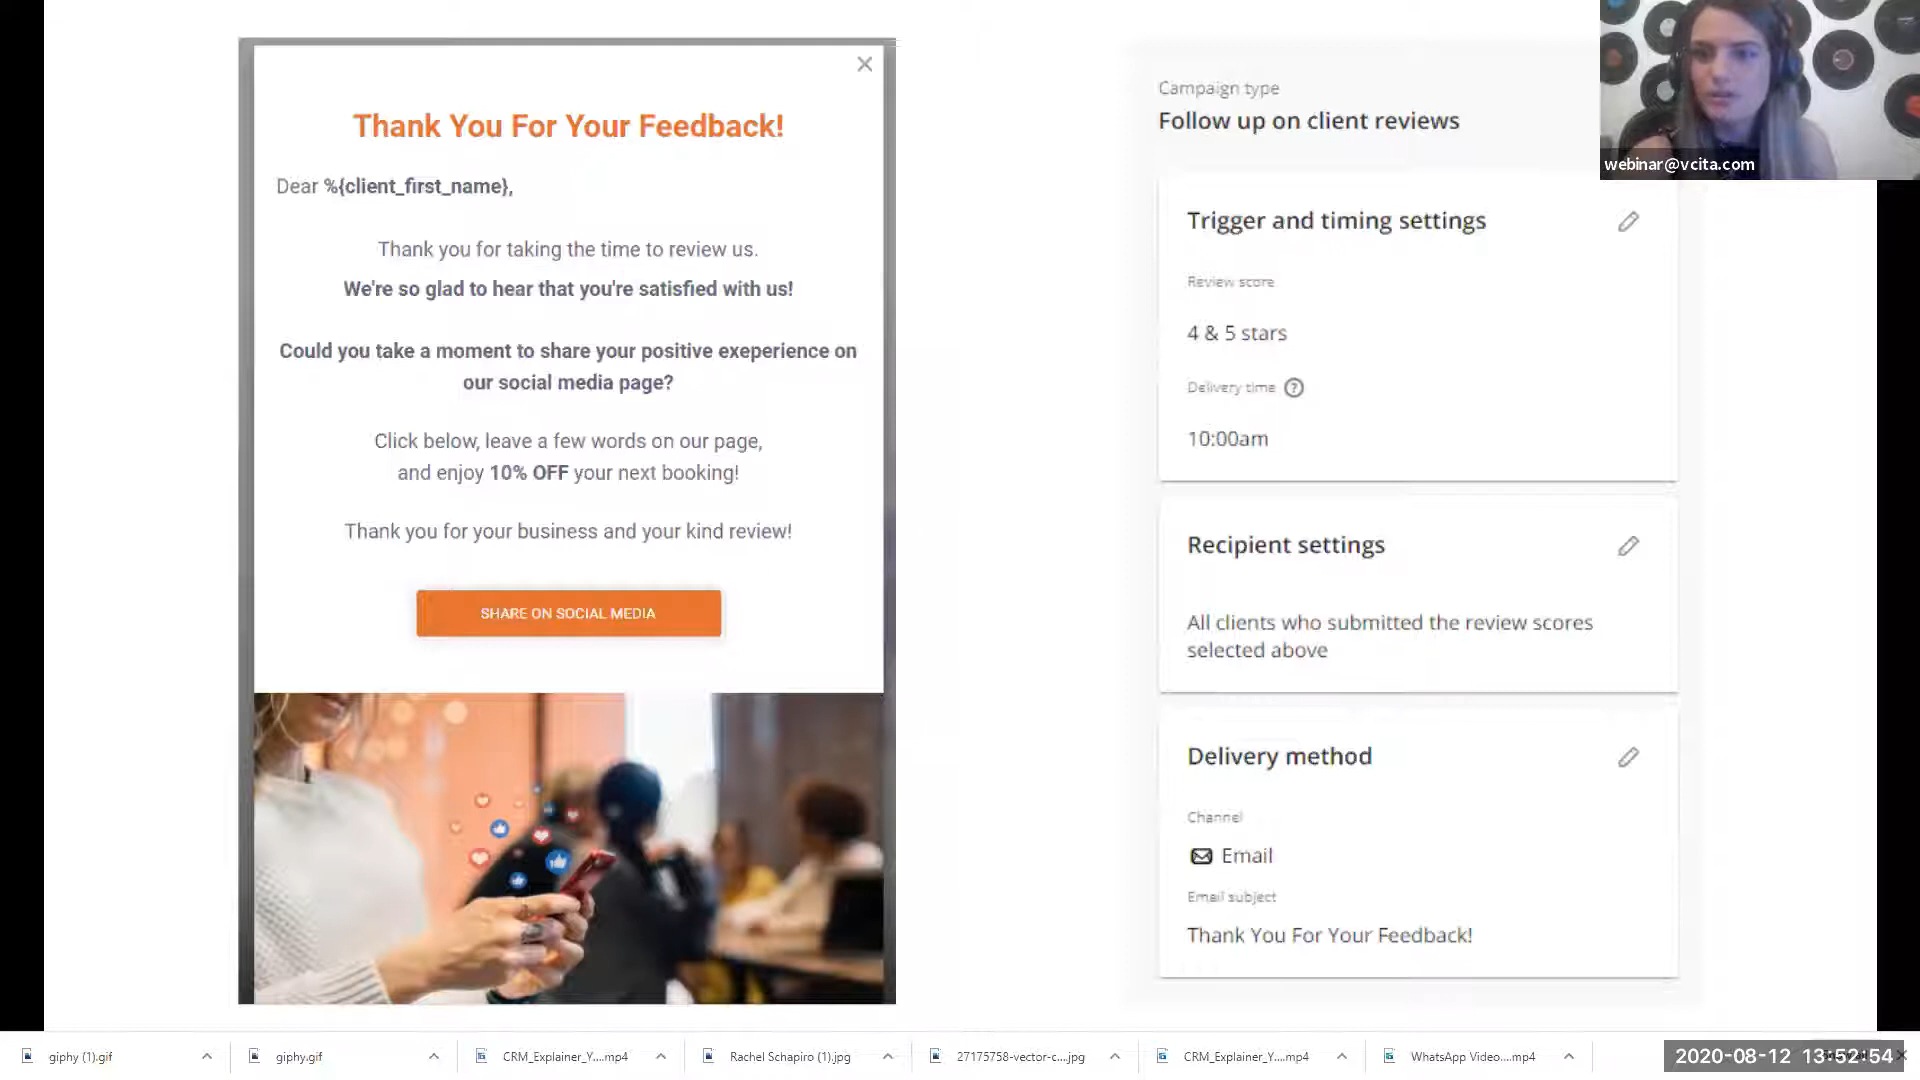 Thank You For Your Feedback!
Dear %{client_first_name},
Thank you for taking the time to review us.
We're so glad to hear that you're satisfied with us!
Could you take a moment to share your positive exeperience on
our social media page?
Click below, leave a few words on our page,
and enjoy 10% OFF your next booking!
Thank you for your business and your kind review!
SHARE ON SOCIAL MEDIA
Campaign type
Follow up on client reviews
Trigger and timing settings
Review score
4 & 5 stars
Delivery time
10:00am
Recipient settings
All clients who submitted the review scores
selected above
Delivery method
Channel
Email
Email subject
Thank You For Your Feedback!
webinar@vcita.com
giphy (1).gif
giphy.gif
CRM_Explainer_Y....mp4
Rachel Schapiro (1).jpg
27175758-vector-c....jpg
CRM_Explainer_Y....mp4
WhatsApp Video....mp4
2020-08-12 13:52:54